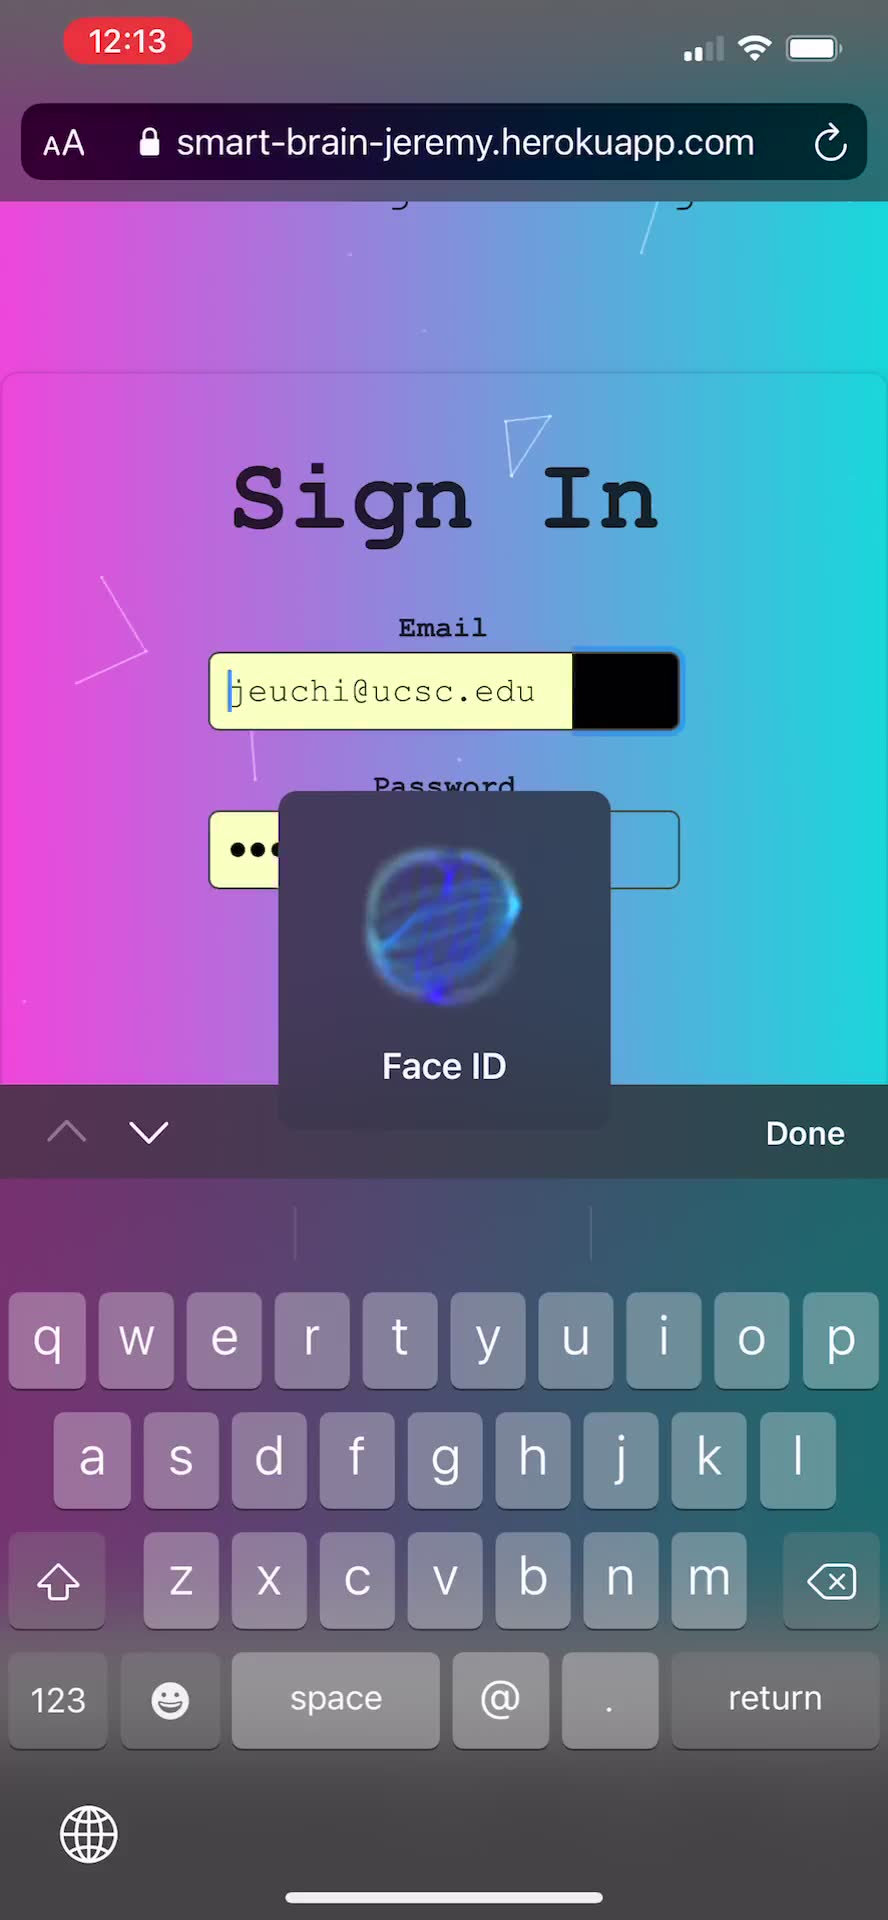 12:13
AA smart-brain-jeremy.herokuapp.com
Sign In
Email
jeuchi@ucsc.edu
Password
Face ID
Done
q w e r t y u i o p
a s d f g h j k l
z x c v b n m
123 space @ . return